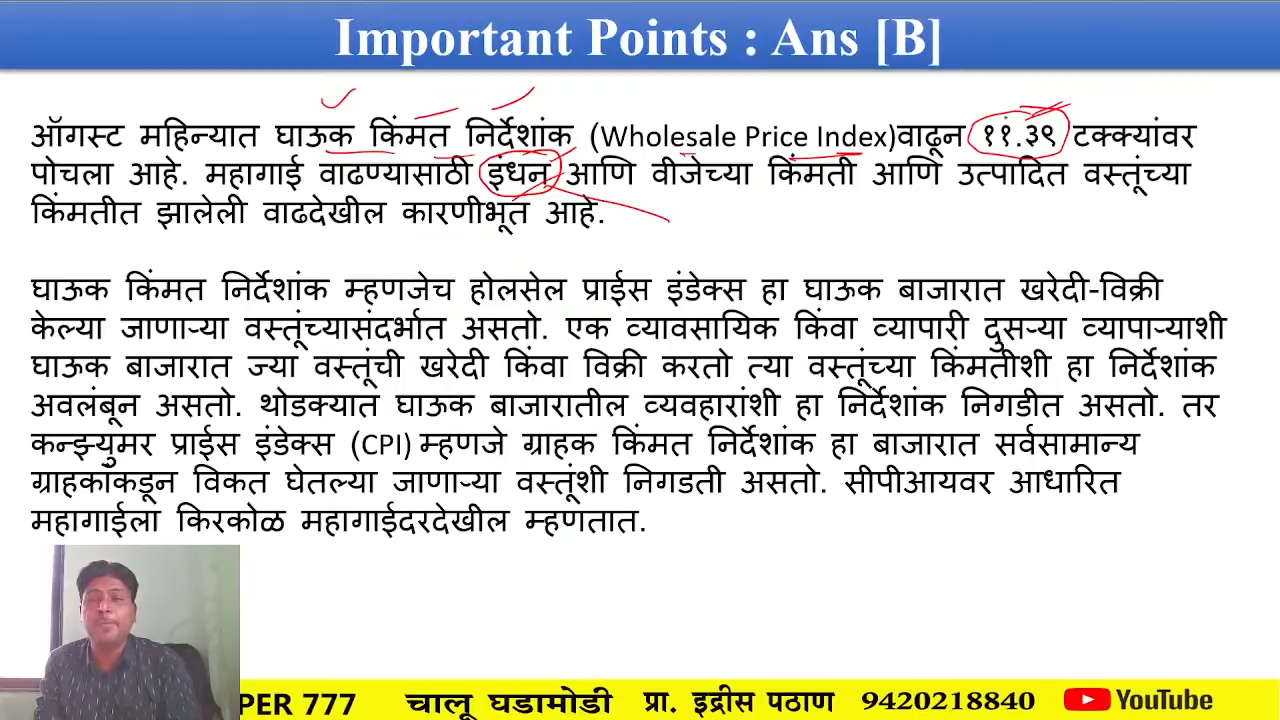 Important Points : Ans [B]
ऑगस्ट महिन्यात घाऊक किंमत निर्देशांक (Wholesale Price Index)वाढून ११.३९ टक्क्यांवर
पोचला आहे. महागाई वाढण्यासाठी इंधन आणि वीजेच्या किंमती आणि उत्पादित वस्तूंच्या
किंमतीत झालेली वाढदेखील कारणीभूत आहे.
घाऊक किंमत निर्देशांक म्हणजेच होलसेल प्राईस इंडेक्स हा घाऊक बाजारात खरेदी-विक्री
केल्या जाणाऱ्या वस्तूंच्यासंदर्भात असतो. एक व्यावसायिक किंवा व्यापारी दुसऱ्या व्यापाऱ्याशी
घाऊक बाजारात ज्या वस्तूंची खरेदी किंवा विक्री करतो त्या वस्तूंच्या किंमतीशी हा निर्देशांक
अवलंबून असतो. थोडक्यात घाऊक बाजारातील व्यवहारांशी हा निर्देशांक निगडीत असतो. तर
कन्झ्युमर प्राईस इंडेक्स (CPI) म्हणजे ग्राहक किंमत निर्देशांक हा बाजारात सर्वसामान्य
ग्राहकांकडून विकत घेतल्या जाणाऱ्या वस्तूंशी निगडती असतो. सीपीआयवर आधारित
महागाईला किरकोळ महागाईदरदेखील म्हणतात.
PER 777 चालू घडामोडी प्रा. इद्रीस पठाण 9420218840 YouTube